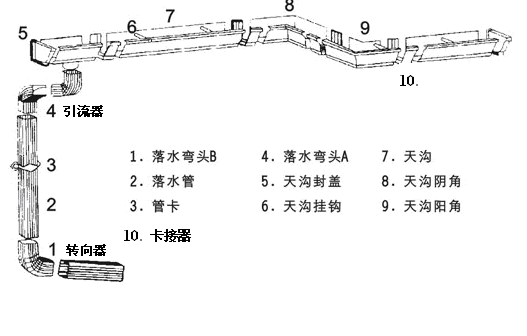 8
7
5
6
9
10.
4 引流器
3
1. 落水弯头B 4. 落水弯头A 7. 天沟
2. 落水管 5. 天沟封盖 8. 天沟阴角
2
3. 管卡 6. 天沟挂钩 9. 天沟阳角
10. 卡接器
1 转向器